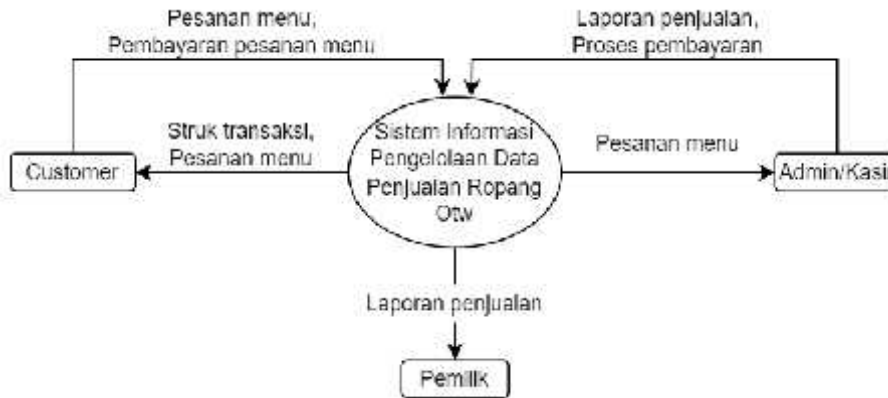 Pesanan menu,
Pembayaran pesanan menu
Laporan penjualan,
Proses pembayaran
Struk transaksi,
Pesanan menu
Customer
Sistem Informasi
Pengelolaan Data
Penjualan Ropang
Otw
Pesanan menu
Admin/Kasir
Laporan penjualan
Pemilik